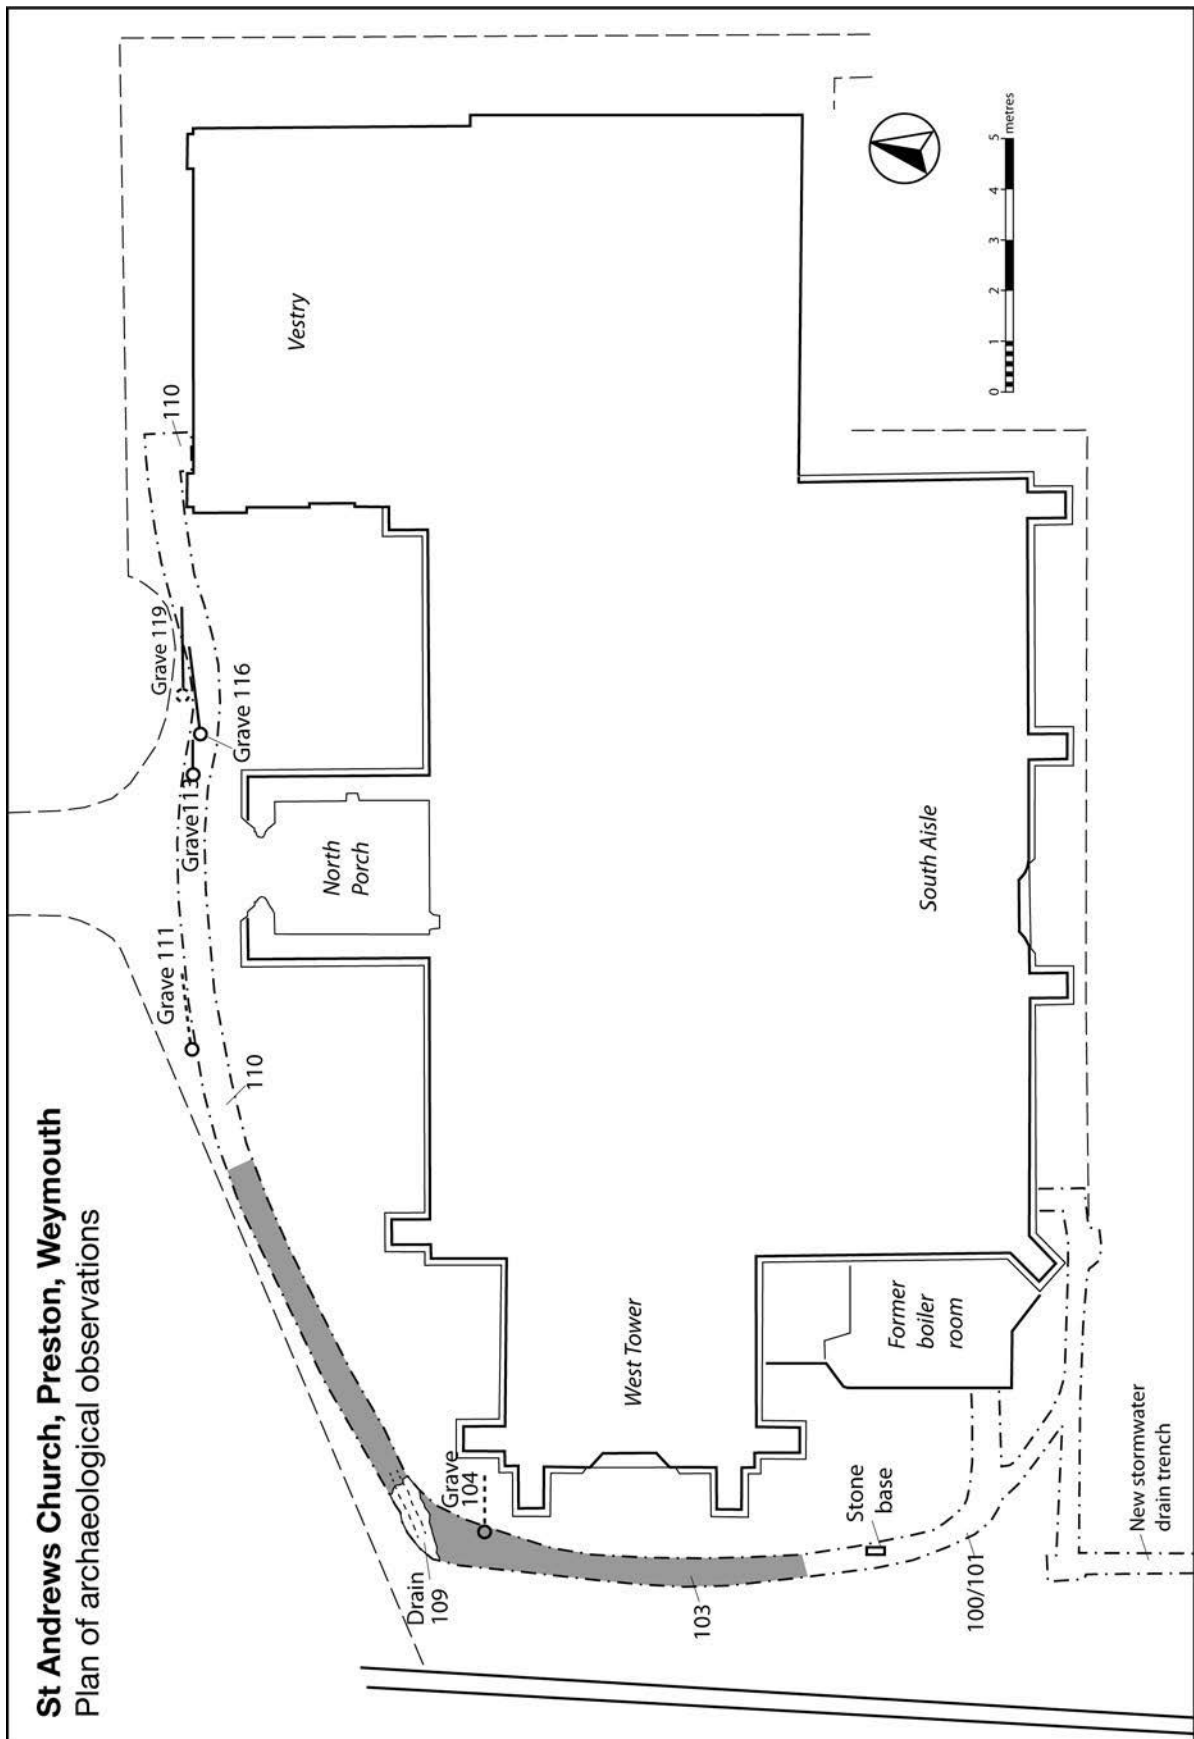 St Andrews Church, Preston, Weymouth
Plan of archaeological observations
Grave 111
110
Grave113
Grave 116
Grave 119
110
North
Porch
Vestry
Drain
109
Grave
104
West Tower
103
Stone
base
Former
boiler
room
South Aisle
100/101
New stormwater
drain trench
0 1 2 3 4 5
metres